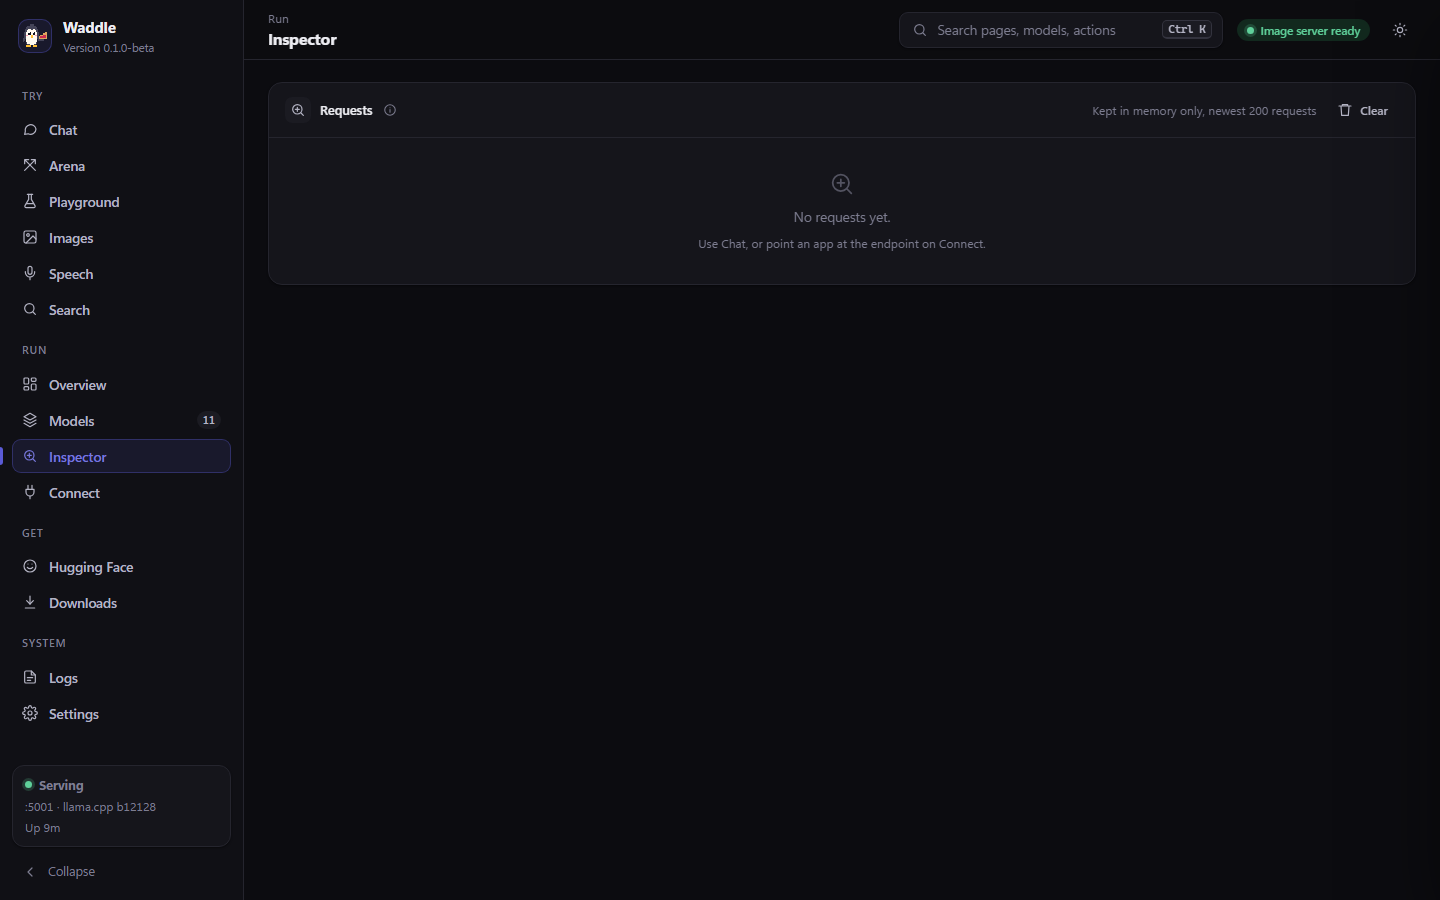 Waddle
Version 0.1.0-beta
TRY
Chat
Arena
Playground
Images
Speech
Search
RUN
Overview
Models 11
Inspector
Connect
GET
Hugging Face
Downloads
SYSTEM
Logs
Settings
Serving
:5001 · llama.cpp b12128
Up 9m
Collapse
Run
Inspector
Search pages, models, actions Ctrl K
Image server ready
Requests
Kept in memory only, newest 200 requests
Clear
No requests yet.
Use Chat, or point an app at the endpoint on Connect.